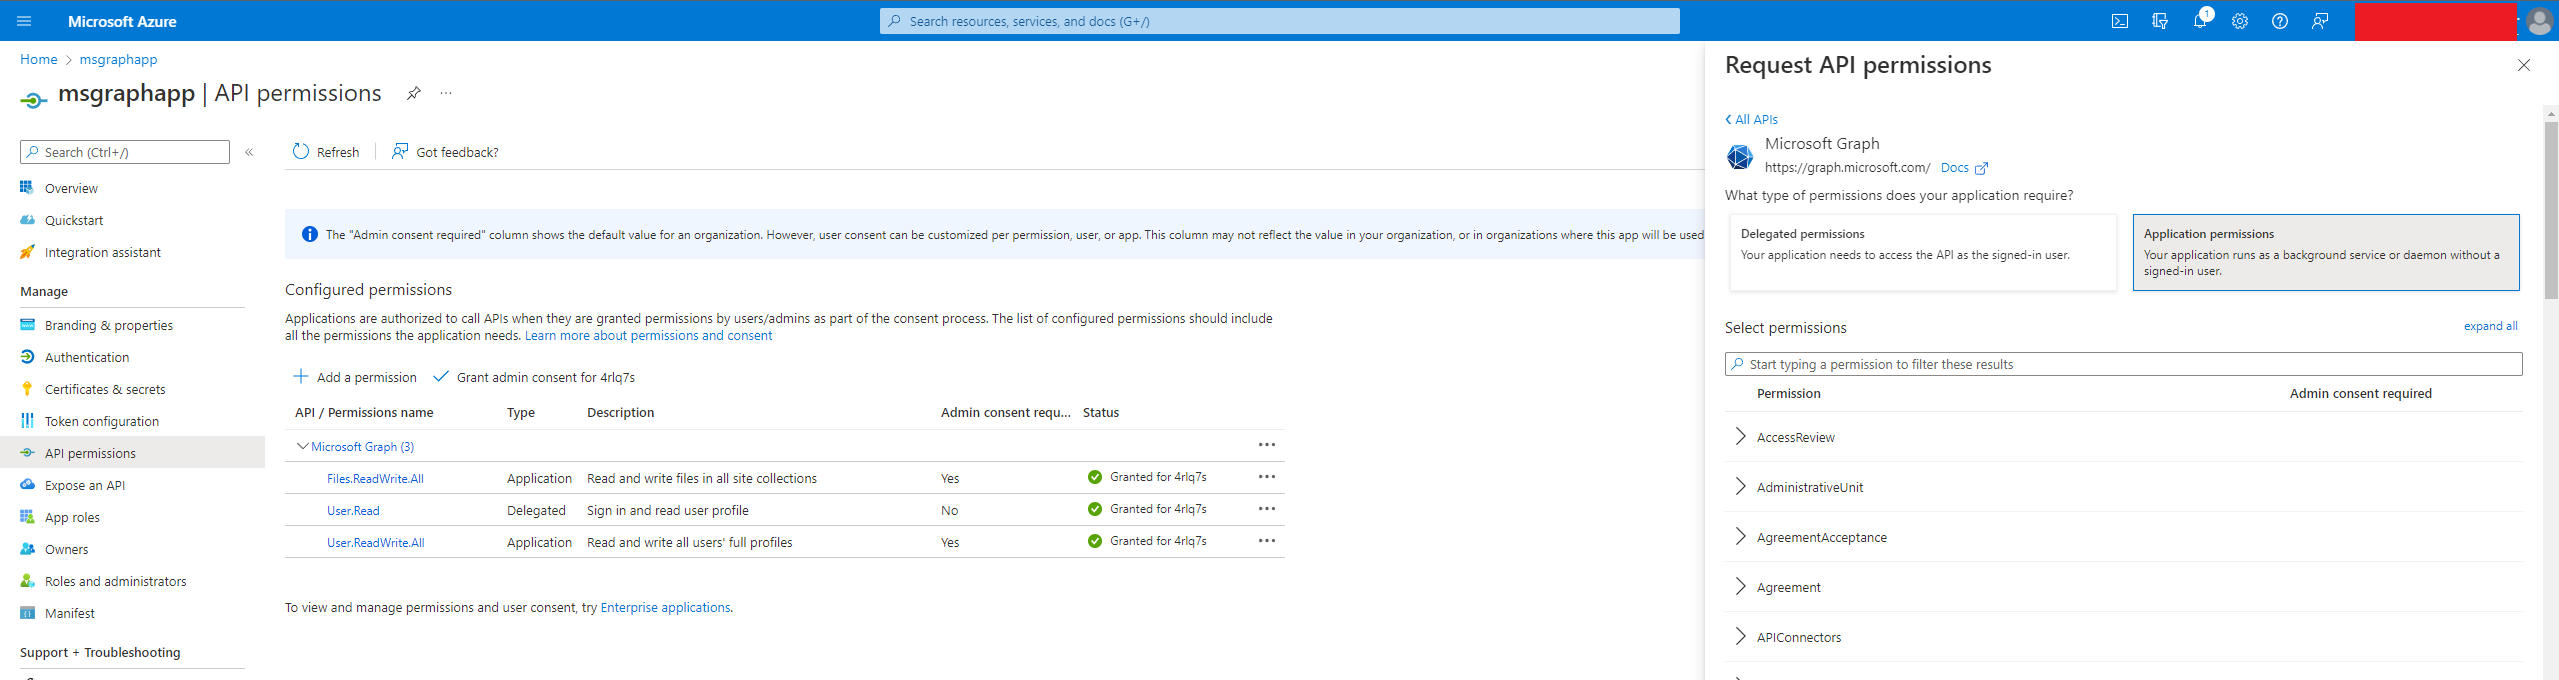 Microsoft Azure
Search resources, services, and docs (G+/)
1
Home > msgraphapp
msgraphapp | API permissions
Search (Ctrl+/)
«
Overview
Quickstart
Integration assistant
Manage
Branding & properties
Authentication
Certificates & secrets
Token configuration
API permissions
Expose an API
App roles
Owners
Roles and administrators
Manifest
Support + Troubleshooting
Refresh
Got feedback?
The "Admin consent required" column shows the default value for an organization. However, user consent can be customized per permission, user, or app. This column may not reflect the value in your organization, or in organizations where this app will be used
Configured permissions
Applications are authorized to call APIs when they are granted permissions by users/admins as part of the consent process. The list of configured permissions should include
all the permissions the application needs. Learn more about permissions and consent
Add a permission Grant admin consent for 4rlq7s
API / Permissions name Type Description Admin consent requ... Status
Microsoft Graph (3)
Files.ReadWrite.All Application Read and write files in all site collections Yes Granted for 4rlq7s
User.Read Delegated Sign in and read user profile No Granted for 4rlq7s
User.ReadWrite.All Application Read and write all users' full profiles Yes Granted for 4rlq7s
To view and manage permissions and user consent, try Enterprise applications.
Request API permissions
All APIs
Microsoft Graph
https://graph.microsoft.com/ Docs
What type of permissions does your application require?
Delegated permissions
Your application needs to access the API as the signed-in user.
Application permissions
Your application runs as a background service or daemon without a
signed-in user.
Select permissions
expand all
Start typing a permission to filter these results
Permission Admin consent required
AccessReview
AdministrativeUnit
AgreementAcceptance
Agreement
APIConnectors